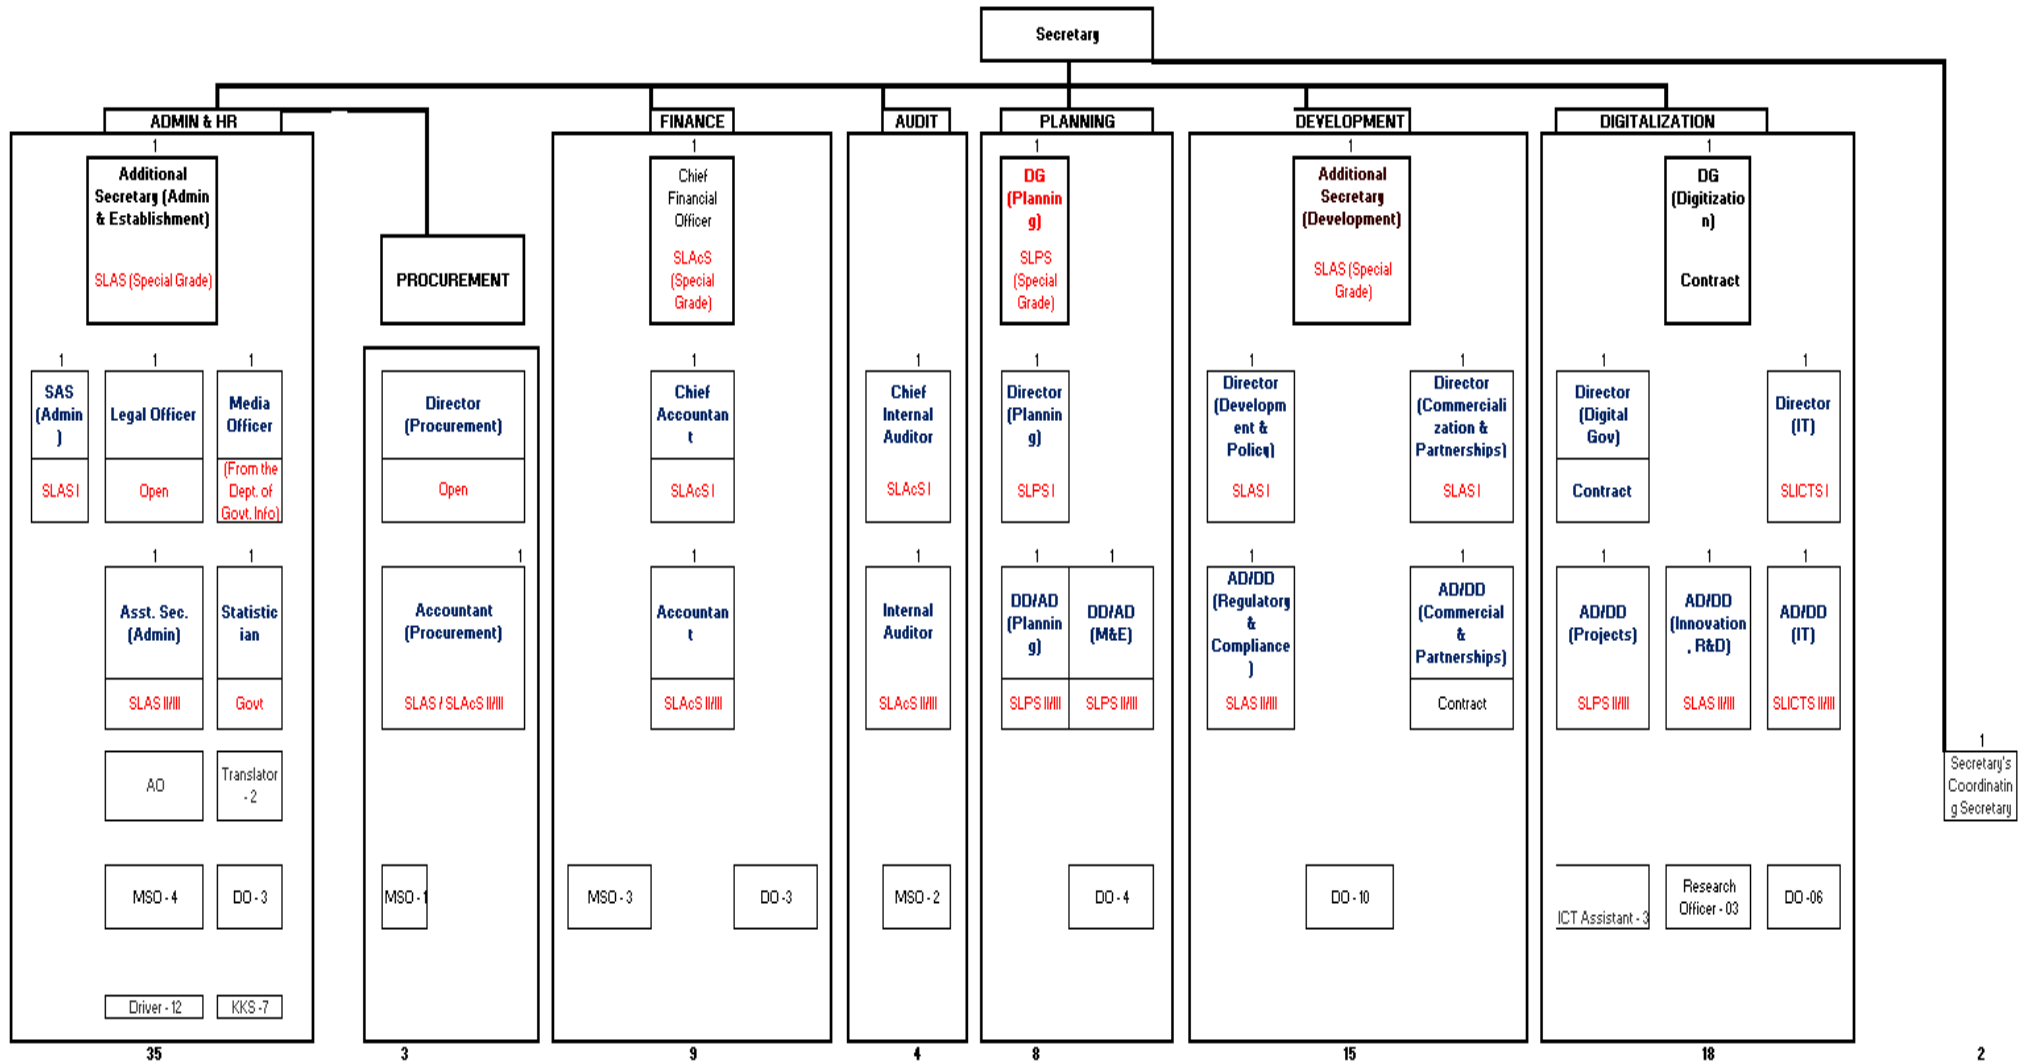 Secretary
ADMIN & HR
FINANCE
AUDIT
PLANNING
DEVELOPMENT
DIGITALIZATION
1
Additional
Secretary (Admin
& Establishment)
SLAS (Special Grade)
PROCUREMENT
1
Chief
Financial
Officer
SLAcS
(Special
Grade)
1
DG
(Plannin
g)
SLPS
(Special
Grade)
1
Additional
Secretary
(Development)
SLAS (Special
Grade)
1
DG
(Digitizatio
n)
Contract
1
SAS
(Admin
)
SLAS I
1
Legal Officer
Open
1
Media
Officer
(From the
Dept. of
Govt. Info)
Director
(Procurement)
Open
1
Chief
Accountan
t
SLAcS I
1
Chief
Internal
Auditor
SLAcS I
1
Director
(Plannin
g)
SLPS I
1
Director
(Developm
ent &
Policy)
SLAS I
1
Director
(Commerciali
zation &
Partnerships)
SLAS I
1
Director
(Digital
Gov)
Contract
1
Director
(IT)
SLICTS I
1
Asst. Sec.
(Admin)
SLAS II/III
1
Statistic
ian
Govt
1
Accountant
(Procurement)
SLAS / SLAcS II/III
1
Accountan
t
SLAcS II/III
1
Internal
Auditor
SLAcS II/III
1
DD/AD
(Plannin
g)
SLPS II/III
1
DD/AD
(M&E)
SLPS II/III
1
AD/DD
(Regulatory
&
Compliance
)
SLAS II/III
1
AD/DD
(Commercial
&
Partnerships)
Contract
1
AD/DD
(Projects)
SLPS II/III
1
AD/DD
(Innovation
, R&D)
SLAS II/III
1
AD/DD
(IT)
SLICTS II/III
AO
Translator
- 2
1
Secretary's
Coordinatin
g Secretary
MSO - 4
DO - 3
MSO - 1
MSO - 3
DO - 3
MSO - 2
DO - 4
DO - 10
ICT Assistant - 3
Research
Officer - 03
DO -06
Driver - 12
KKS -7
35
3
9
4
8
15
18
2